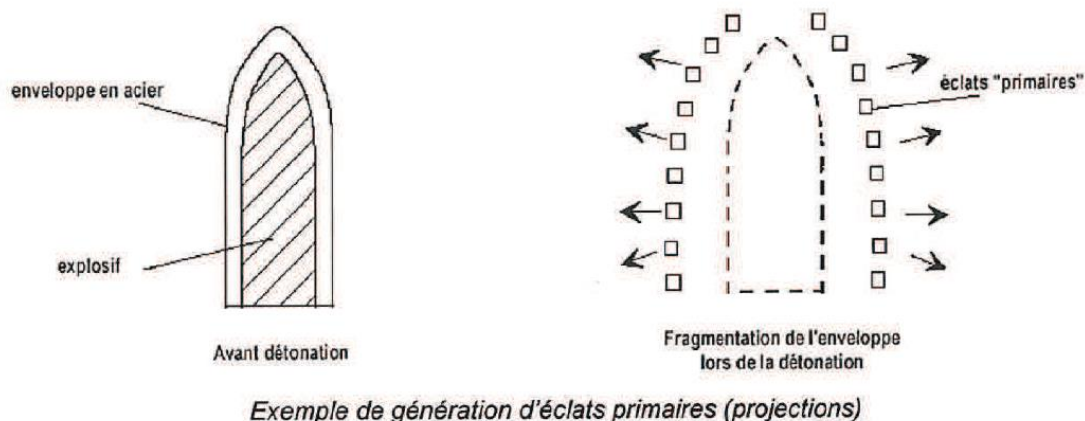 enveloppe en acier
explosif
Avant détonation
éclats "primaires"
Fragmentation de l'enveloppe
lors de la détonation
Exemple de génération d'éclats primaires (projections)